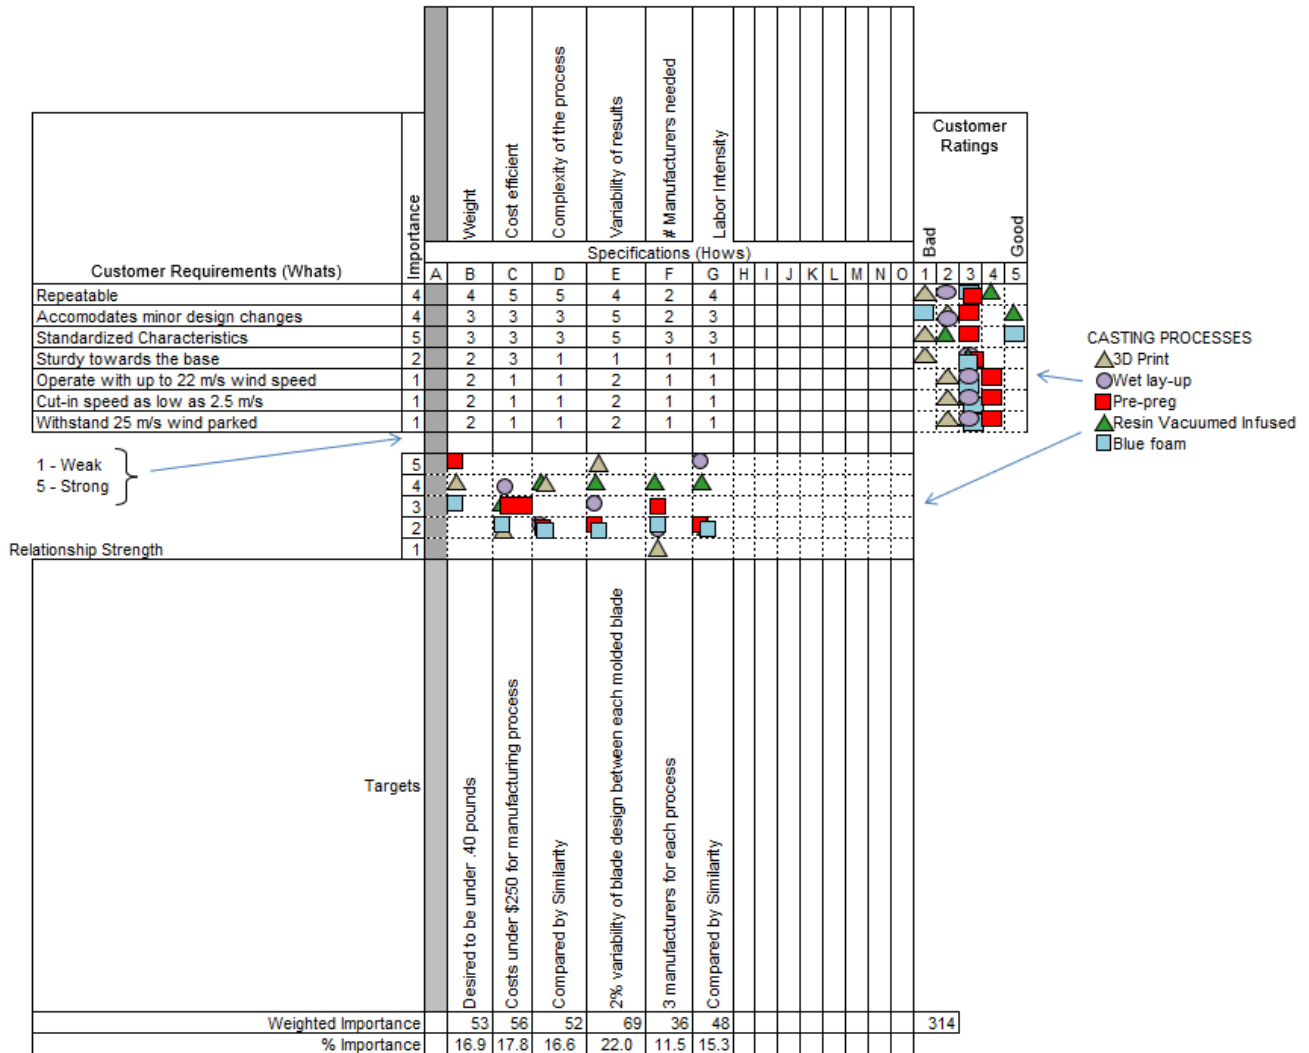 Weight
Cost efficient
Complexity of the process
Variability of results
# Manufacturers needed
Labor Intensity
Customer
Ratings
Bad
Good
Importance
Specifications (Hows)
Customer Requirements (Whats)
A B C D E F G H I J K L M N O 1 2 3 4 5
Repeatable 4 4 5 5 4 2 4
Accomodates minor design changes 4 3 3 3 5 2 3
Standardized Characteristics 5 3 3 3 5 3 3
Sturdy towards the base 2 2 3 1 1 1 1
Operate with up to 22 m/s wind speed 1 2 1 1 2 1 1
Cut-in speed as low as 2.5 m/s 1 2 1 1 2 1 1
Withstand 25 m/s wind parked 1 2 1 1 2 1 1
CASTING PROCESSES
3D Print
Wet lay-up
Pre-preg
Resin Vacuumed Infused
Blue foam
1 - Weak
5 - Strong
5
4
3
2
Relationship Strength 1
Targets
Desired to be under .40 pounds
Costs under $250 for manufacturing process
Compared by Similarity
2% variability of blade design between each molded blade
3 manufacturers for each process
Compared by Similarity
Weighted Importance 53 56 52 69 36 48 314
% Importance 16.9 17.8 16.6 22.0 11.5 15.3